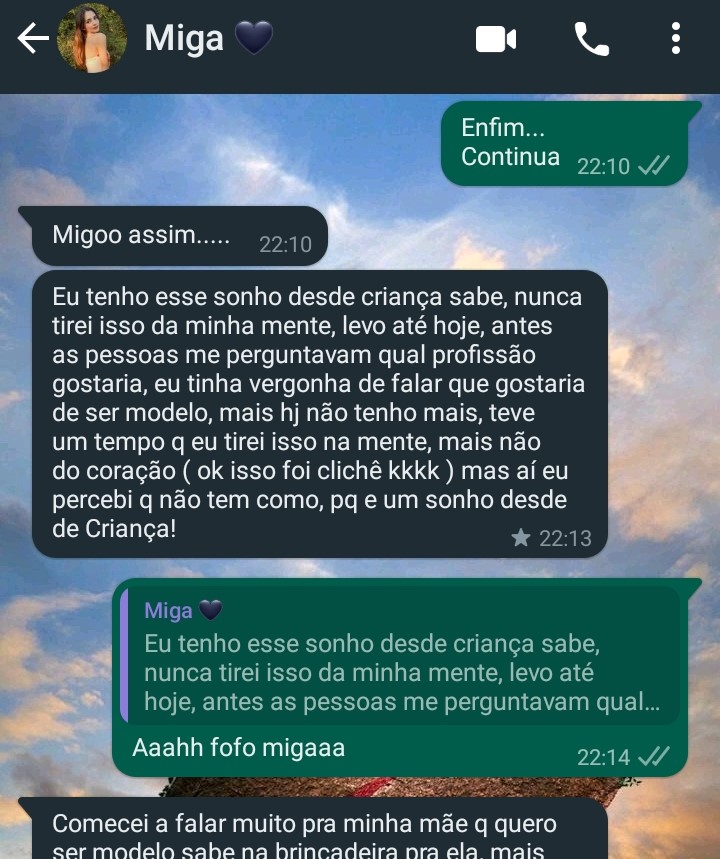 Miga 🖤
Enfim...
Continua 22:10
Migoo assim..... 22:10
Eu tenho esse sonho desde criança sabe, nunca
tirei isso da minha mente, levo até hoje, antes
as pessoas me perguntavam qual profissão
gostaria, eu tinha vergonha de falar que gostaria
de ser modelo, mais hj não tenho mais, teve
um tempo q eu tirei isso na mente, mais não
do coração ( ok isso foi clichê kkkk ) mas aí eu
percebi q não tem como, pq e um sonho desde
de Criança!
22:13
Miga 🖤
Eu tenho esse sonho desde criança sabe,
nunca tirei isso da minha mente, levo até
hoje, antes as pessoas me perguntavam qual...
Aaahh fofo migaaa 22:14
Comecei a falar muito pra minha mãe q quero
ser modelo sabe na brincadeira pra ela, mais